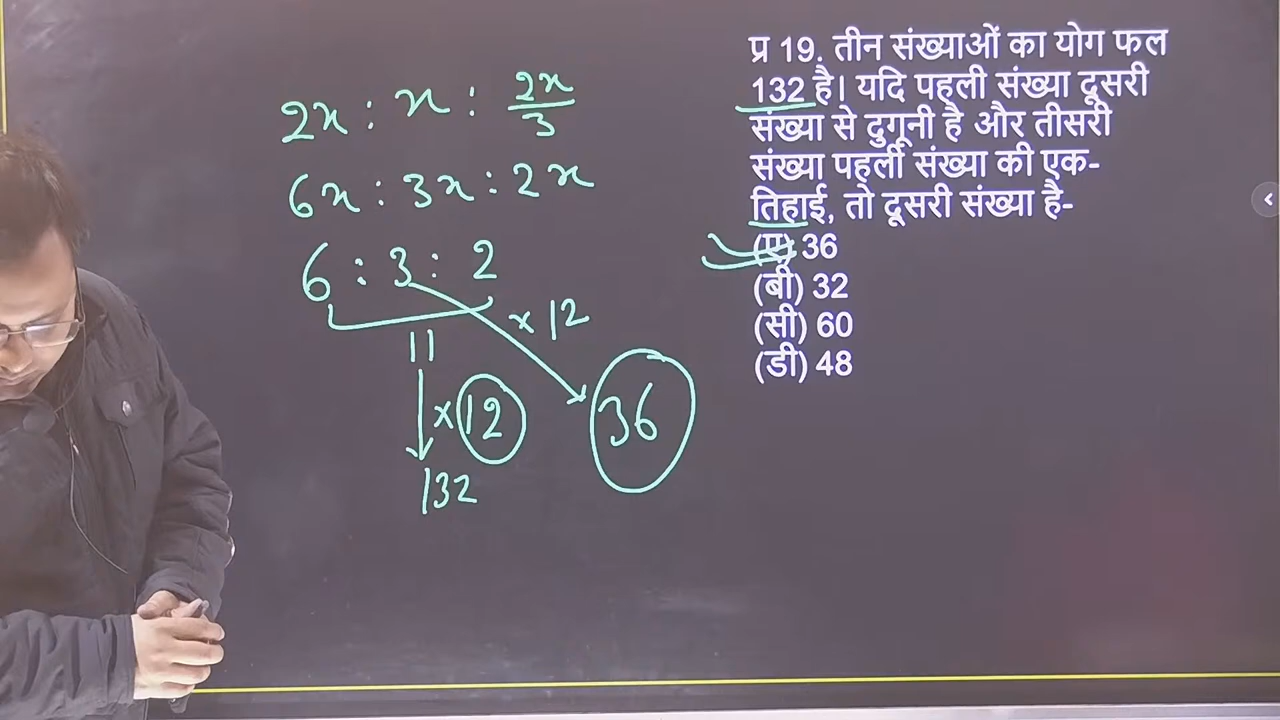 2x : x : 2x/3
6x : 3x : 2x
6 : 3 : 2
11
x 12
x 12
36
132
प्र 19. तीन संख्याओं का योग फल
132 है। यदि पहली संख्या दूसरी
संख्या से दुगूनी है और तीसरी
संख्या पहली संख्या की एक-
तिहाई, तो दूसरी संख्या है-
(ए) 36
(बी) 32
(सी) 60
(डी) 48